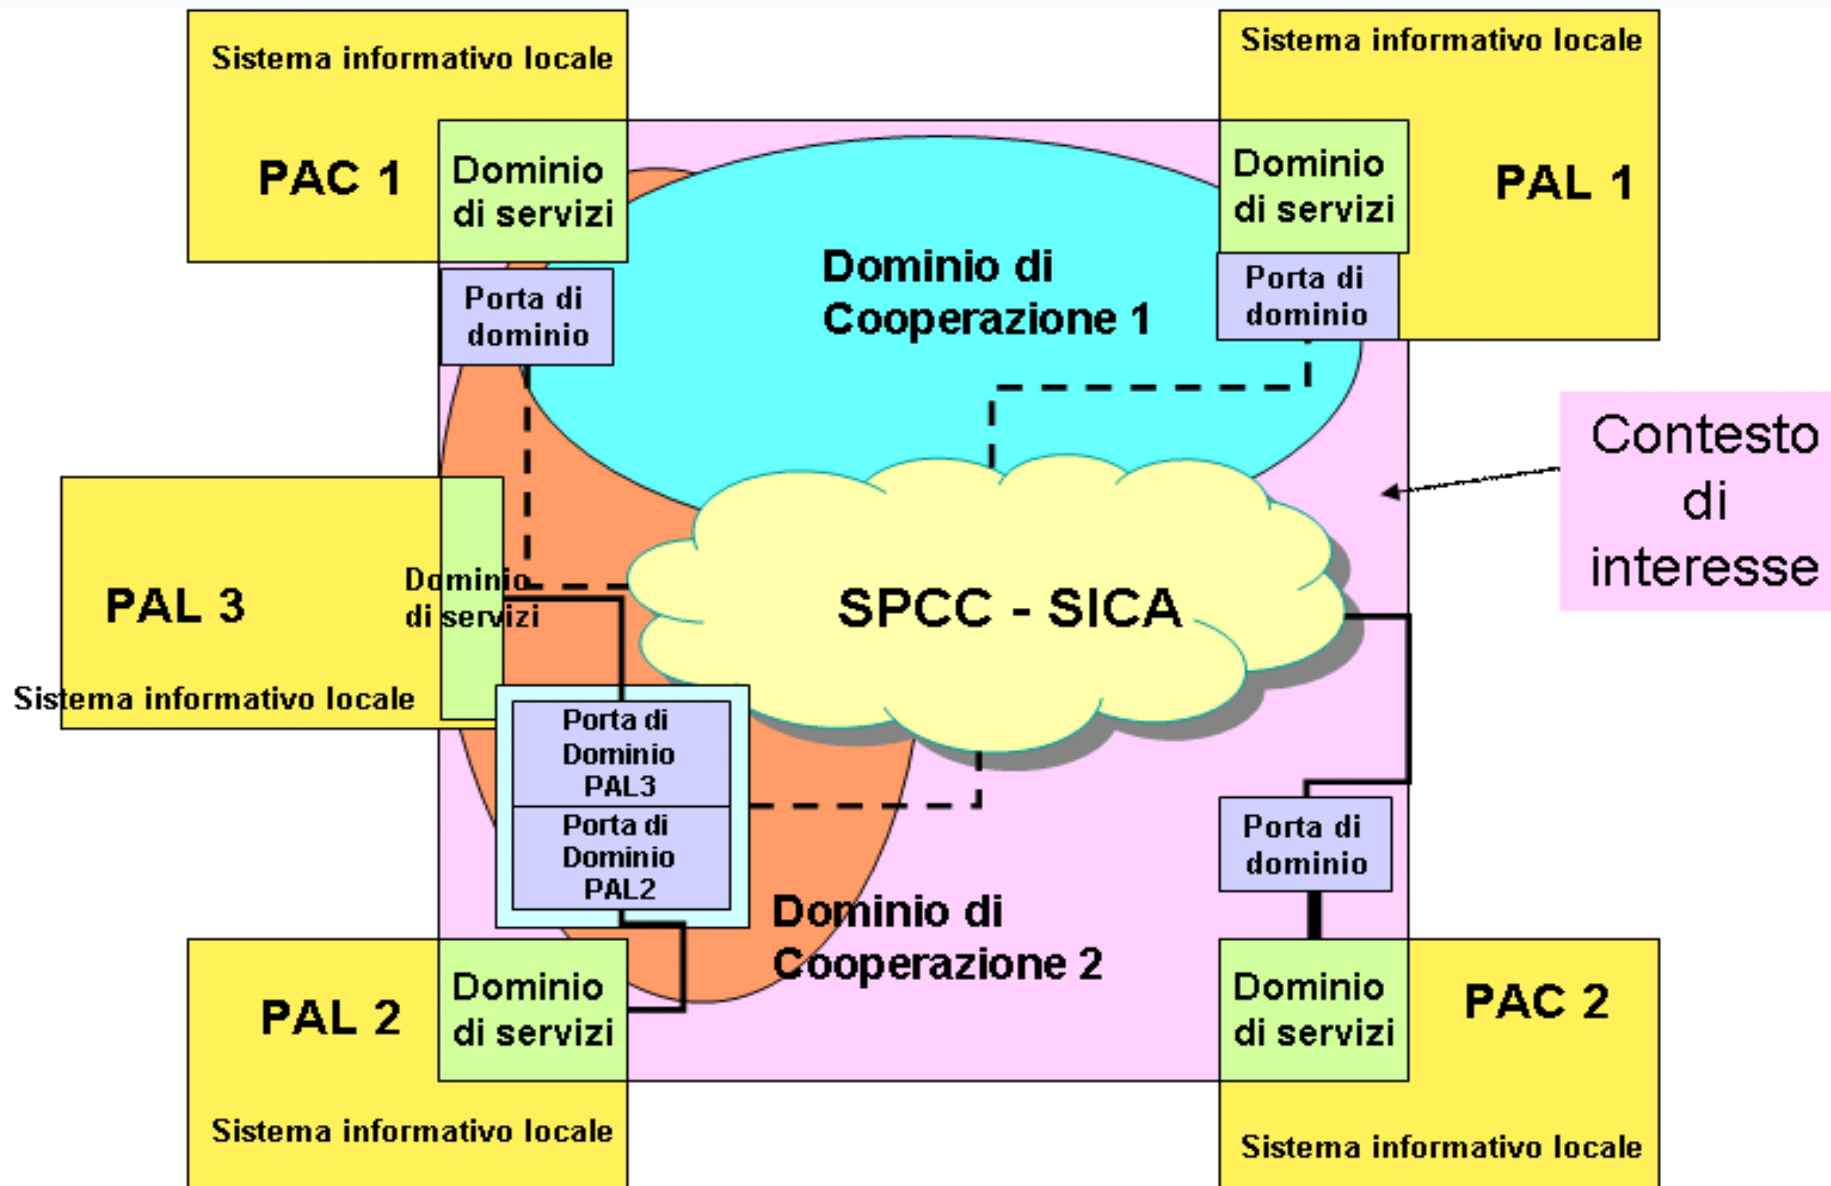 Sistema informativo locale
PAC 1
Dominio
di servizi
Porta di
dominio
Sistema informativo locale
Dominio
di servizi
PAL 1
Porta di
dominio
Dominio di
Cooperazione 1
Contesto
di
interesse
PAL 3
Dominio
di servizi
Sistema informativo locale
SPCC - SICA
Porta di
Dominio
PAL3
Porta di
Dominio
PAL2
Porta di
dominio
Dominio di
Cooperazione 2
PAL 2
Dominio
di servizi
Sistema informativo locale
Dominio
di servizi
PAC 2
Sistema informativo locale